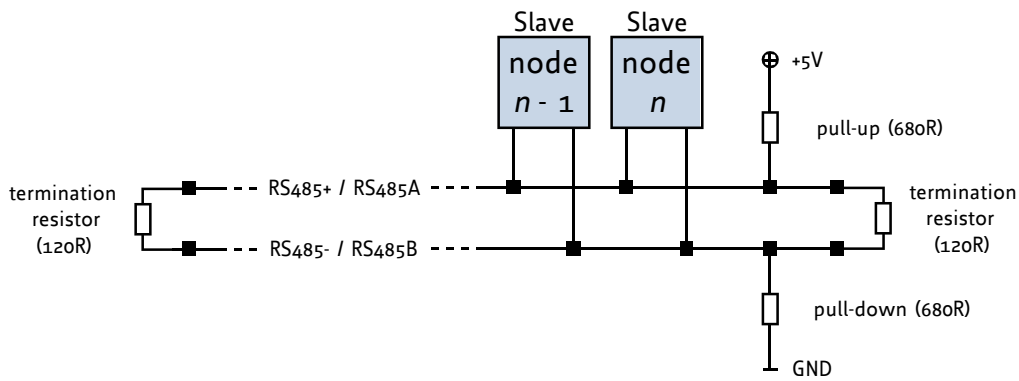 Slave
Slave
node
n - 1
node
n
+5V
pull-up (680R)
termination
resistor
(120R)
RS485+ / RS485A
termination
resistor
(120R)
RS485- / RS485B
pull-down (680R)
GND